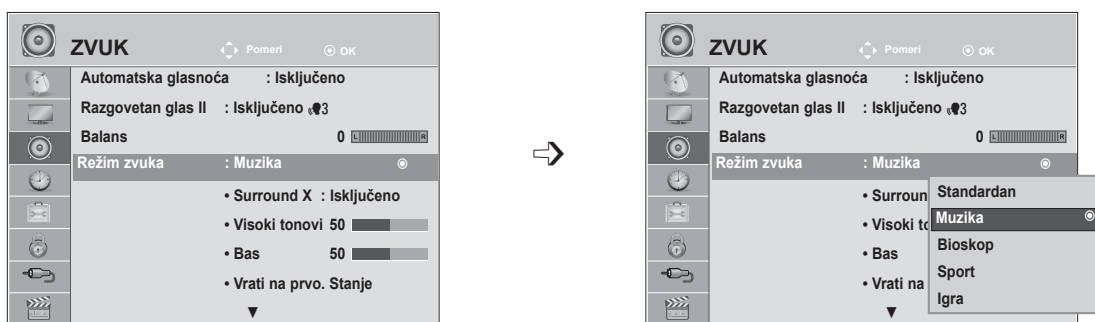 ZVUK Pomeri OK
Automatska glasnoća : Isključeno
Razgovetan glas II : Isključeno 3
Balans 0 L R
Režim zvuka : Muzika
• Surround X : Isključeno
• Visoki tonovi 50
• Bas 50
• Vrati na prvo. Stanje
▼
ZVUK Pomeri OK
Automatska glasnoća : Isključeno
Razgovetan glas II : Isključeno 3
Balans 0 L R
Režim zvuka : Muzika
• Surroun
• Visoki to
• Bas
• Vrati na
▼
Standardan
Muzika
Bioskop
Sport
Igra